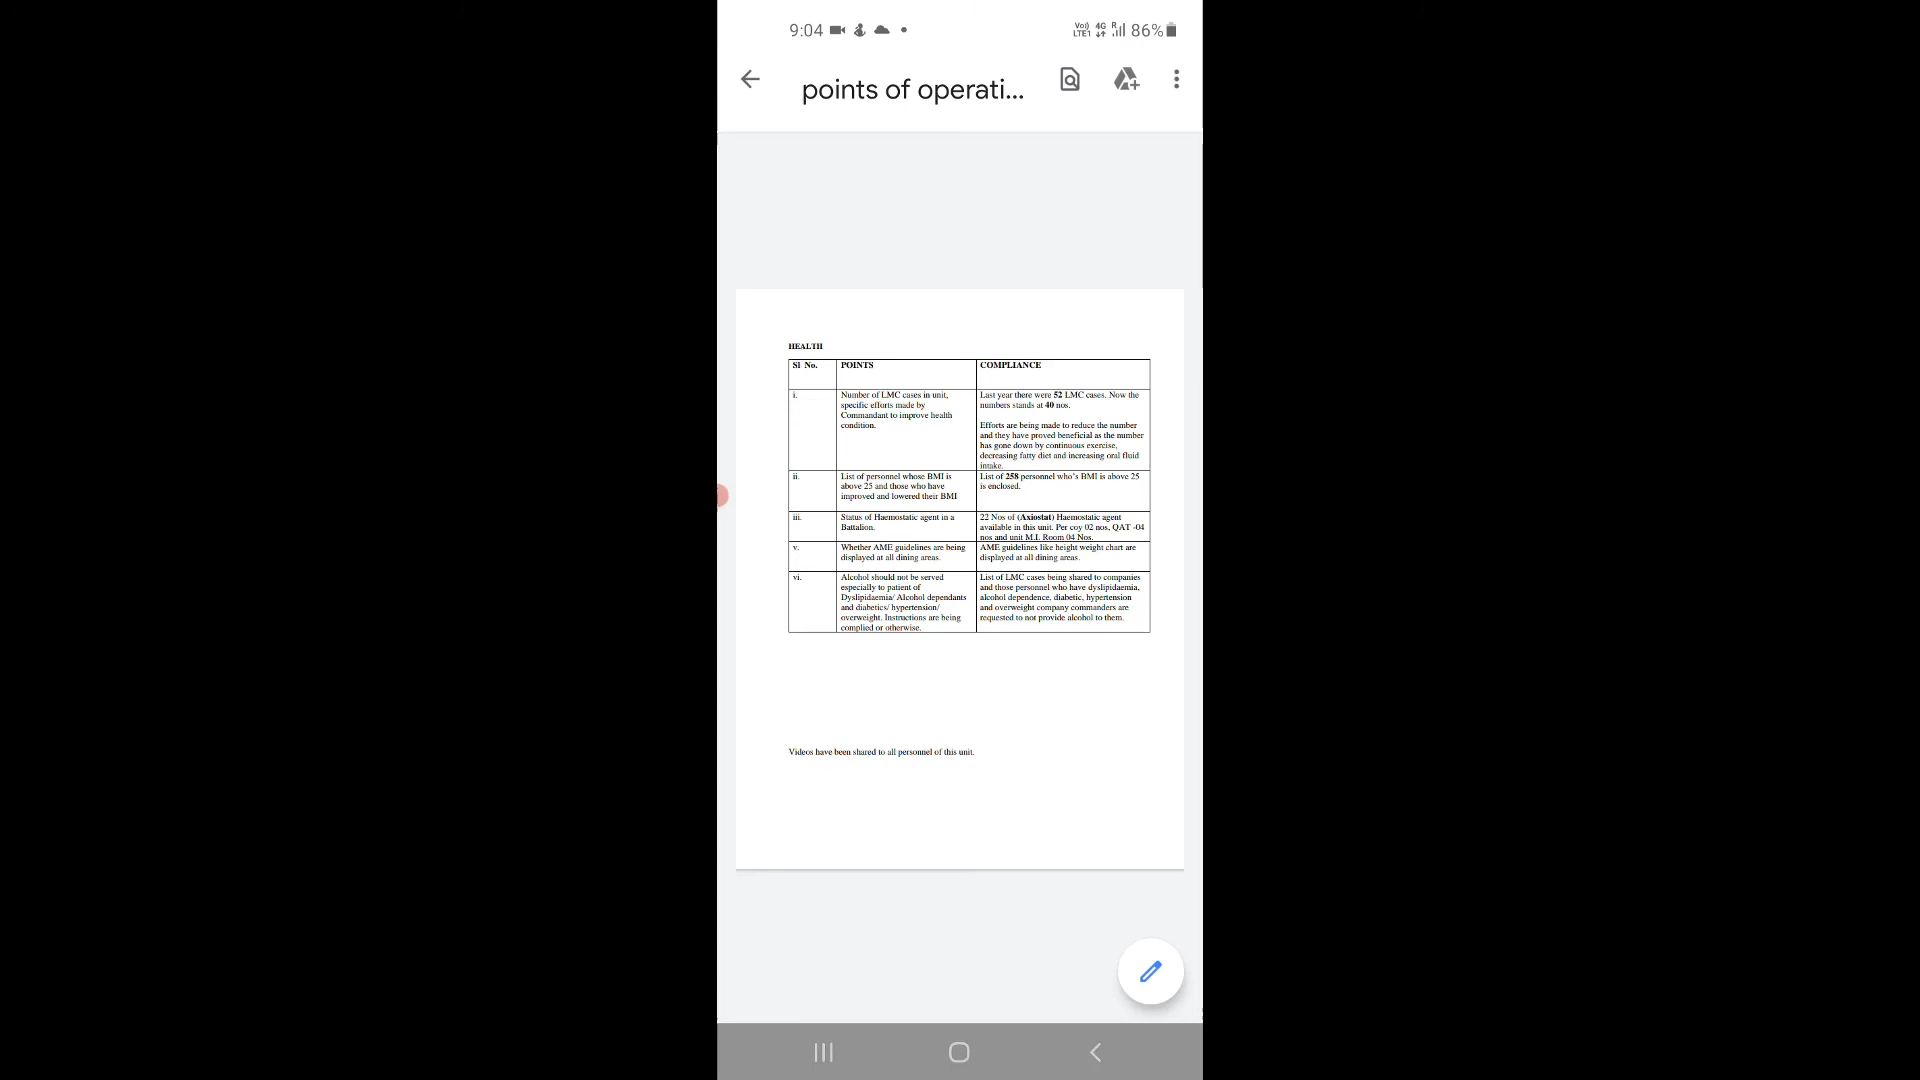 9:04
Vo) LTE1 4G R 86%
points of operati...
HEALTH
Sl No. POINTS COMPLIANCE
i.
Number of LMC cases in unit,
specific efforts made by
Commandant to improve health
condition.
Last year there were 52 LMC cases. Now the
numbers stands at 40 nos.
Efforts are being made to reduce the number
and they have proved beneficial as the number
has gone down by continuous exercise,
decreasing fatty diet and increasing oral fluid
intake.
ii.
List of personnel whose BMI is
above 25 and those who have
improved and lowered their BMI
List of 258 personnel who's BMI is above 25
is enclosed.
iii.
Status of Haemostatic agent in a
Battalion.
22 Nos of (Axiostat) Haemostatic agent
available in this unit. Per coy 02 nos, QAT -04
nos and unit M.I. Room 04 Nos.
v.
Whether AME guidelines are being
displayed at all dining areas.
AME guidelines like height weight chart are
displayed at all dining areas.
vi.
Alcohol should not be served
especially to patient of
Dyslipidaemia/ Alcohol dependants
and diabetics/ hypertension/
overweight. Instructions are being
complied or otherwise.
List of LMC cases being shared to companies
and those personnel who have dyslipidaemia,
alcohol dependence, diabetic, hypertension
and overweight company commanders are
requested to not provide alcohol to them.
Videos have been shared to all personnel of this unit.